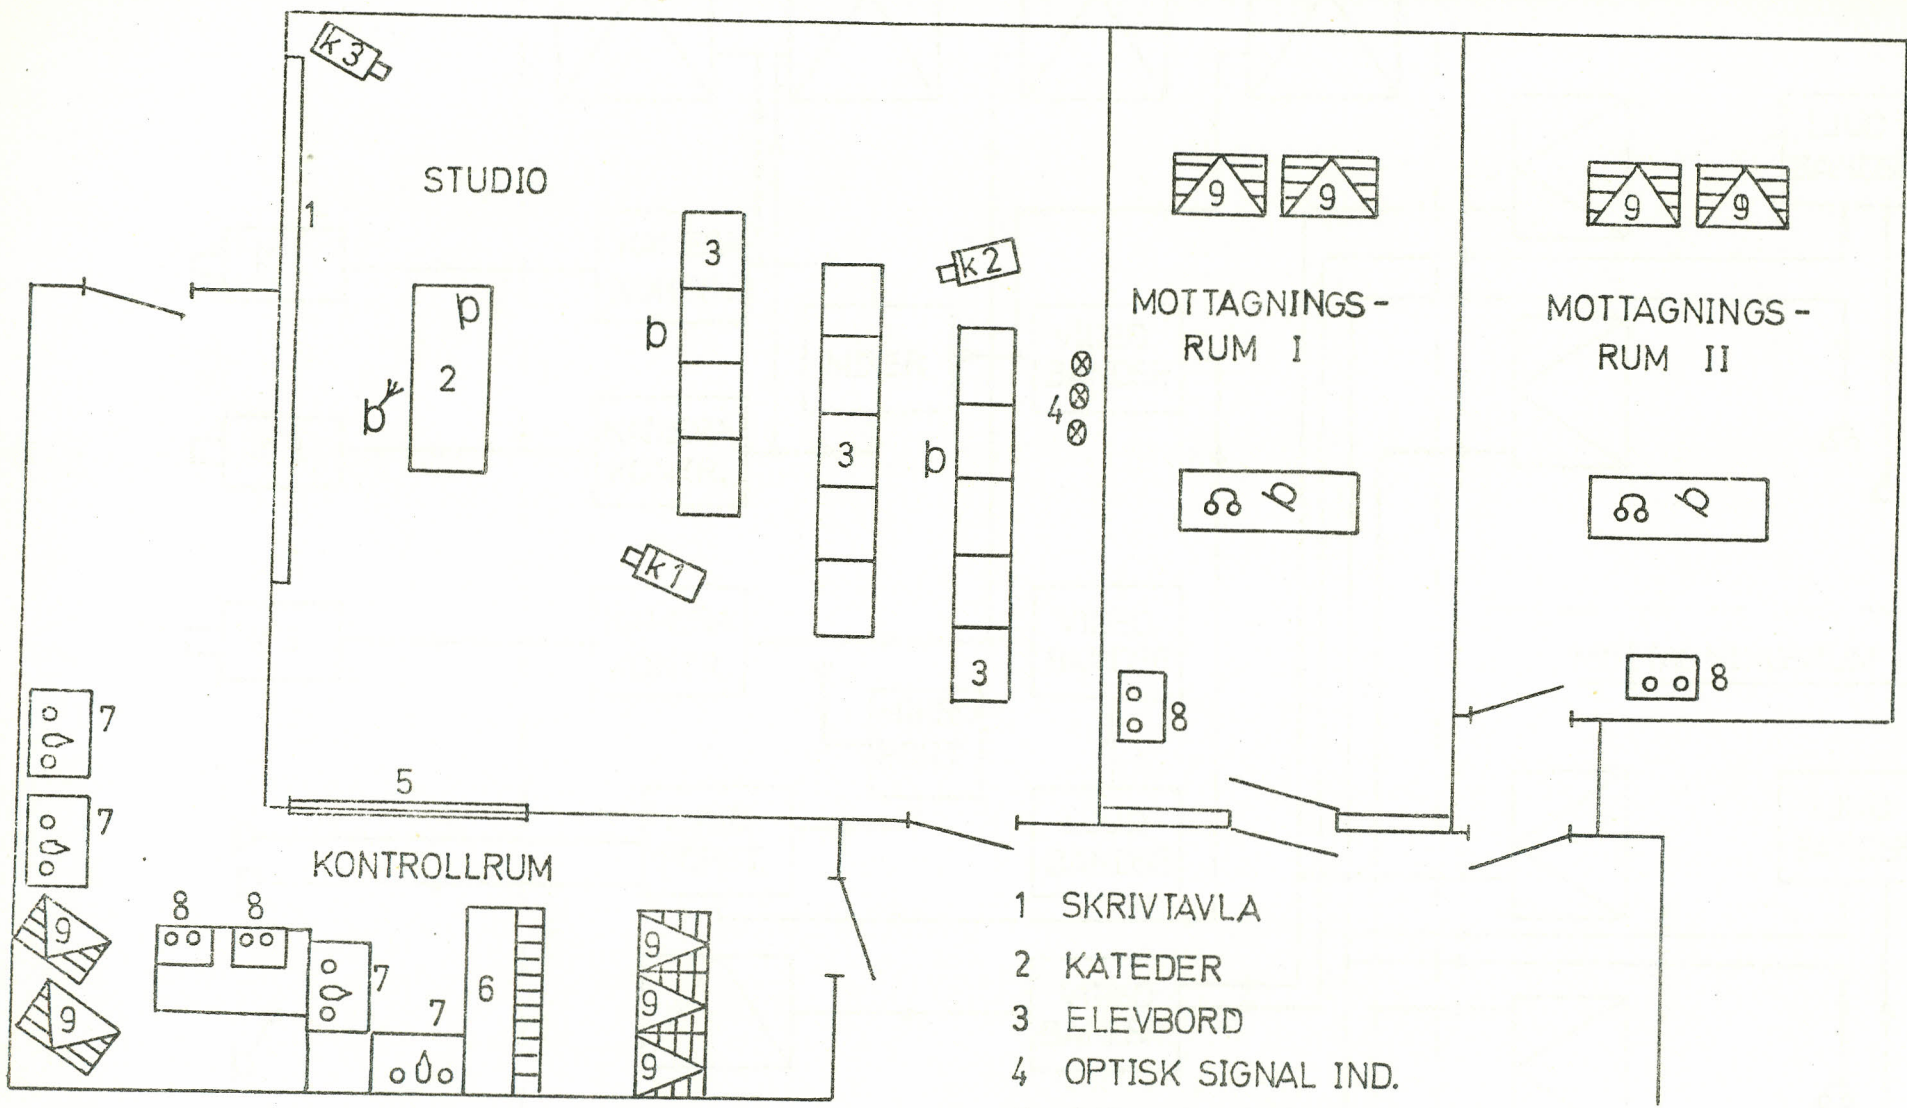 k3
STUDIO
1
3
k2
9
9
9
9
MOTTAGNINGS-
RUM I
MOTTAGNINGS-
RUM II
2
3
4
k1
3
8
8
7
5
7
KONTROLLRUM
8
8
9
9
7
7
6
9
9
9
1 SKRIVTAVLA
2 KATEDER
3 ELEVBORD
4 OPTISK SIGNAL IND.